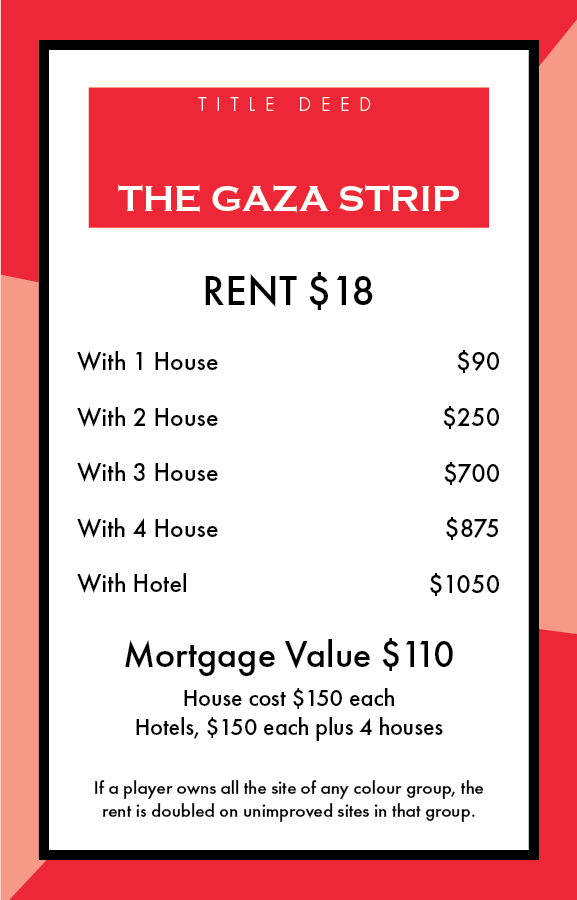 TITLE DEED
THE GAZA STRIP
RENT $18
With 1 House $90
With 2 House $250
With 3 House $700
With 4 House $875
With Hotel $1050
Mortgage Value $110
House cost $150 each
Hotels, $150 each plus 4 houses
If a player owns all the site of any colour group, the
rent is doubled on unimproved sites in that group.